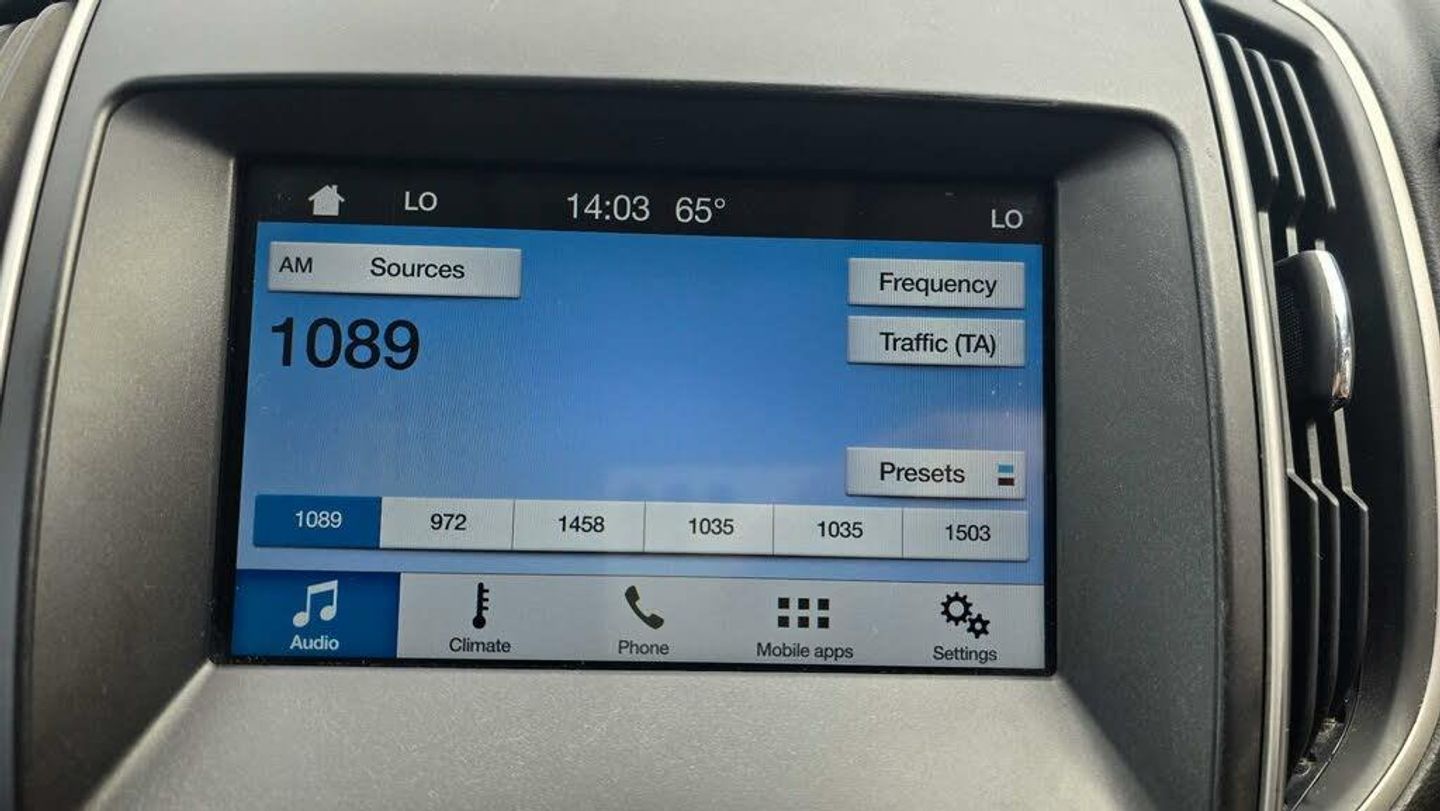 LO 14:03 65° LO
AM Sources
Frequency
1089
Traffic (TA)
Presets
1089 972 1458 1035 1035 1503
Audio Climate Phone Mobile apps Settings